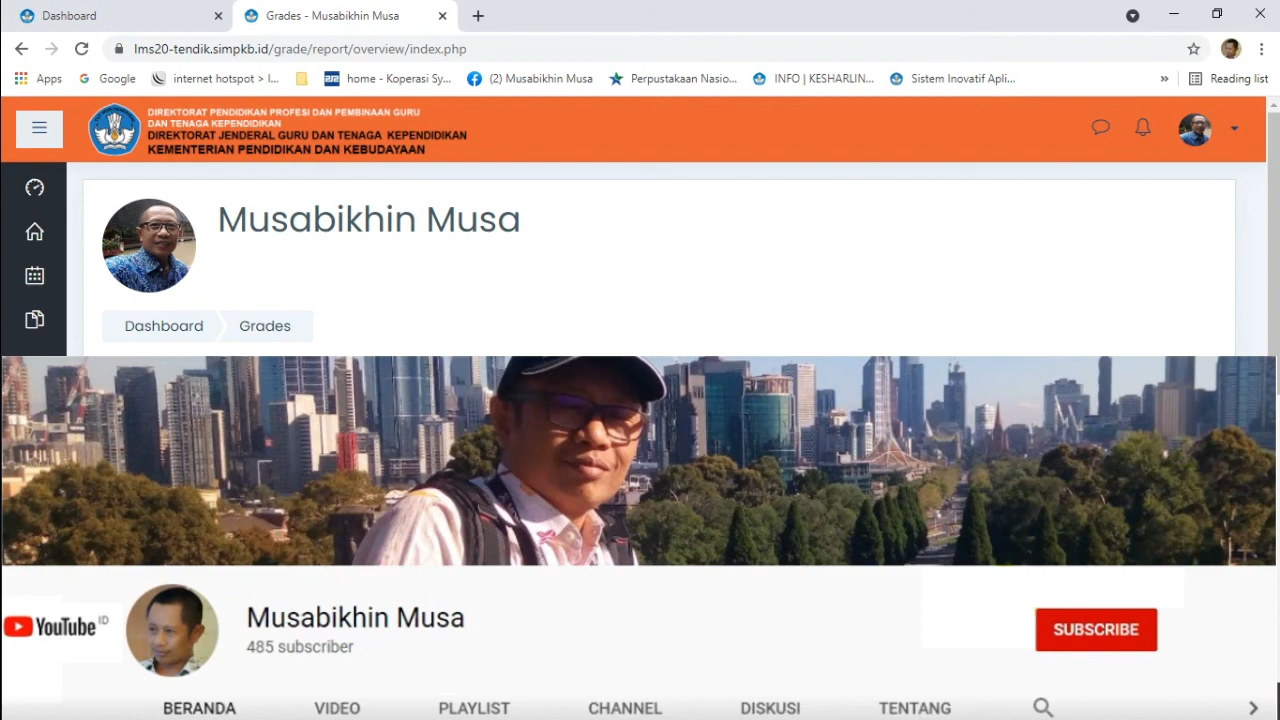 Dashboard
Grades - Musabikhin Musa
lms20-tendik.simpkb.id/grade/report/overview/index.php
Apps
Google
internet hotspot > l...
home - Koperasi Sy...
(2) Musabikhin Musa
Perpustakaan Nasio...
INFO | KESHARLIN...
Sistem Inovatif Apli...
»
Reading list
DIREKTORAT PENDIDIKAN PROFESI DAN PEMBINAAN GURU
DAN TENAGA KEPENDIDIKAN
DIREKTORAT JENDERAL GURU DAN TENAGA KEPENDIDIKAN
KEMENTERIAN PENDIDIKAN DAN KEBUDAYAAN
Musabikhin Musa
Dashboard
Grades
YouTube ID
Musabikhin Musa
485 subscriber
SUBSCRIBE
BERANDA
VIDEO
PLAYLIST
CHANNEL
DISKUSI
TENTANG